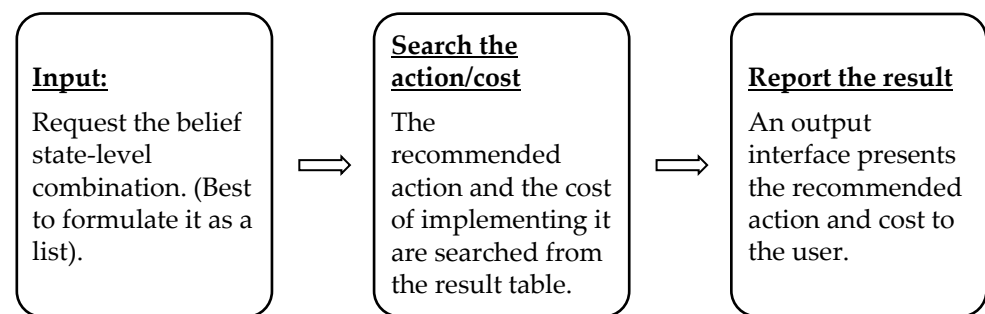 Input:
Request the belief
state-level
combination. (Best
to formulate it as a
list).
Search the
action/cost
The
recommended
action and the cost
of implementing it
are searched from
the result table.
Report the result
An output
interface presents
the recommended
action and cost to
the user.